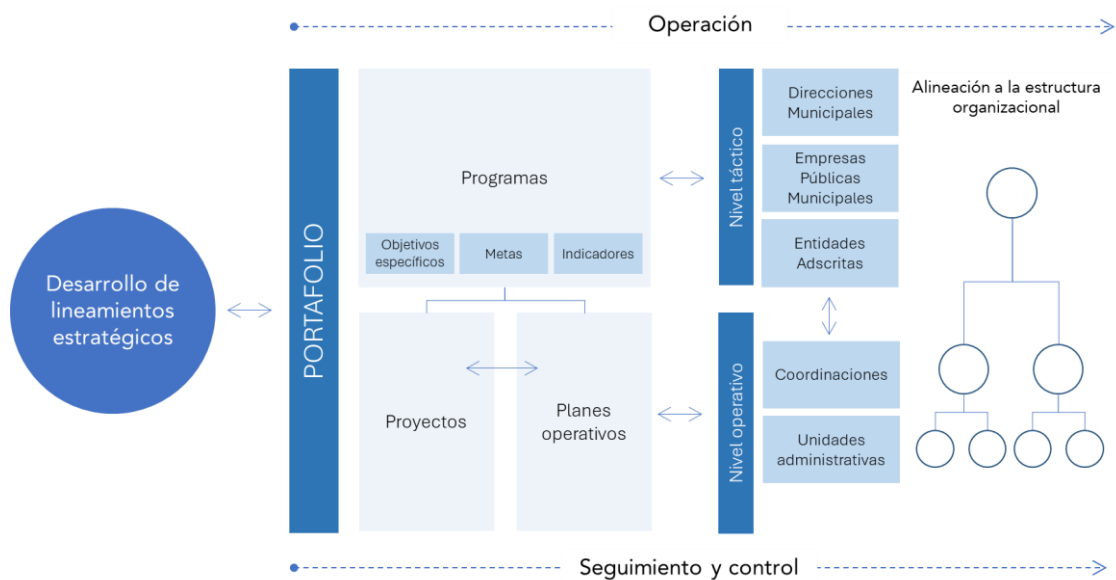 Operación
Desarrollo de
lineamientos
estratégicos
PORTAFOLIO
Programas
Objetivos
específicos
Metas
Indicadores
Proyectos
Planes
operativos
Nivel táctico
Direcciones
Municipales
Empresas
Públicas
Municipales
Entidades
Adscritas
Nivel operativo
Coordinaciones
Unidades
administrativas
Alineación a la estructura
organizacional
Seguimiento y control